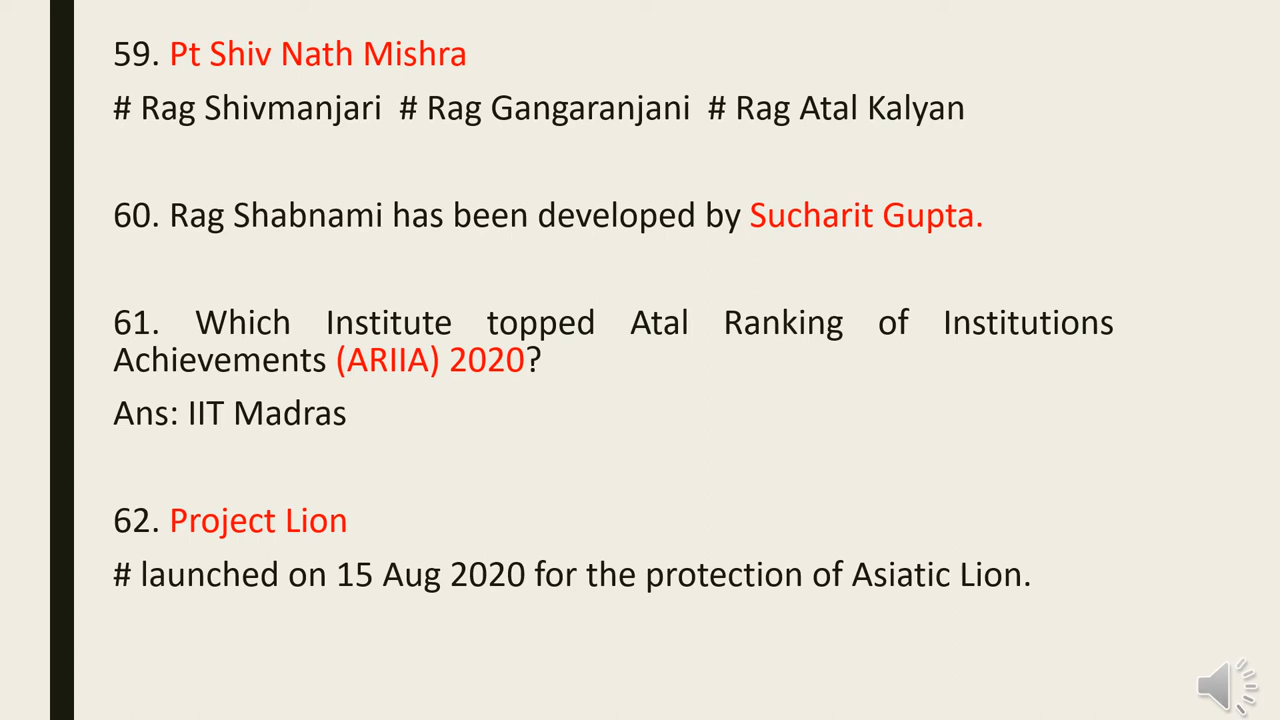 59. Pt Shiv Nath Mishra
# Rag Shivmanjari # Rag Gangaranjani # Rag Atal Kalyan
60. Rag Shabnami has been developed by Sucharit Gupta.
61. Which Institute topped Atal Ranking of Institutions
Achievements (ARIIA) 2020?
Ans: IIT Madras
62. Project Lion
# launched on 15 Aug 2020 for the protection of Asiatic Lion.